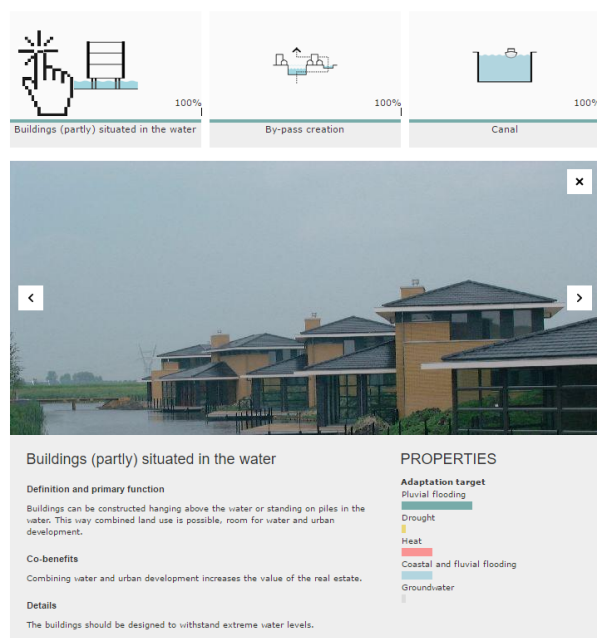 100%
100%
100%
Buildings (partly) situated in the water
By-pass creation
Canal
Buildings (partly) situated in the water
Definition and primary function
Buildings can be constructed hanging above the water or standing on piles in the
water. This way combined land use is possible, room for water and urban
development.
Co-benefits
Combining water and urban development increases the value of the real estate.
Details
The buildings should be designed to withstand extreme water levels.
PROPERTIES
Adaptation target
Pluvial flooding
Drought
Heat
Coastal and fluvial flooding
Groundwater